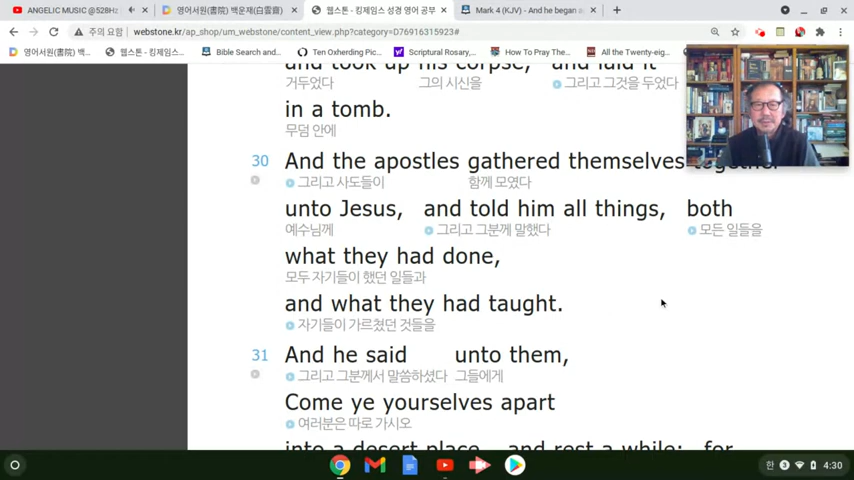 ANGELIC MUSIC @528Hz
영어서원(書院) 백운재(白雲齋)
웹스톤 - 킹제임스 성경 영어 공부
Mark 4 (KJV) - And he began a
주의 요함
webstone.kr/ap_shop/um_webstone/content_view.php?category=D76916315923#
영어서원(書院) 백...
웹스톤 - 킹제임스...
Bible Search and...
Ten Oxherding Pic...
Scriptural Rosary,...
How To Pray The...
All the Twenty-eig...
and took up his corpse, and laid it
거두었다 그의 시신을 그리고 그것을 두었다
in a tomb.
무덤 안에
30 And the apostles gathered themselves together
그리고 사도들이 함께 모였다
unto Jesus, and told him all things, both
예수님께 그리고 그분께 말했다 모든 일들을
what they had done,
모두 자기들이 했던 일들과
and what they had taught.
자기들이 가르쳤던 것들을
31 And he said unto them,
그리고 그분께서 말씀하셨다 그들에게
Come ye yourselves apart
여러분은 따로 가시오
into a desert place, and rest a while: for
한 3 4:30